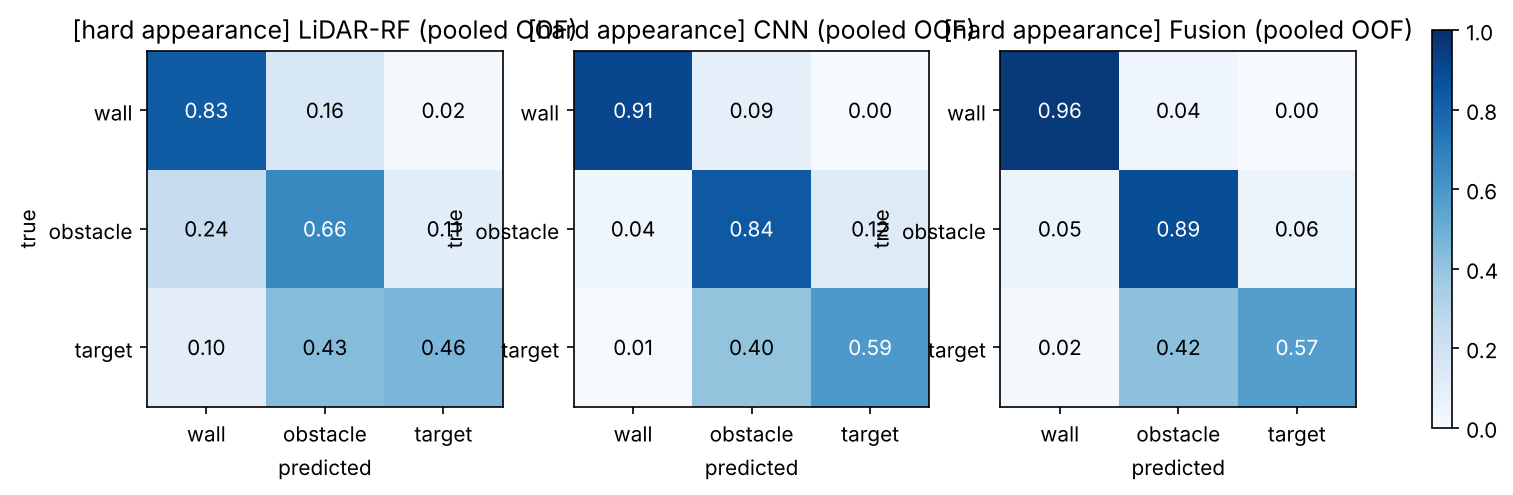 [hard appearance] LiDAR-RF (pooled OOF)
[hard appearance] CNN (pooled OOF)
[hard appearance] Fusion (pooled OOF)
true
wall 0.83 0.16 0.02
obstacle 0.24 0.66 0.11
target 0.10 0.43 0.46
wall obstacle target
predicted
true
wall 0.91 0.09 0.00
obstacle 0.04 0.84 0.12
target 0.01 0.40 0.59
wall obstacle target
predicted
true
wall 0.96 0.04 0.00
obstacle 0.05 0.89 0.06
target 0.02 0.42 0.57
wall obstacle target
predicted
1.0
0.8
0.6
0.4
0.2
0.0